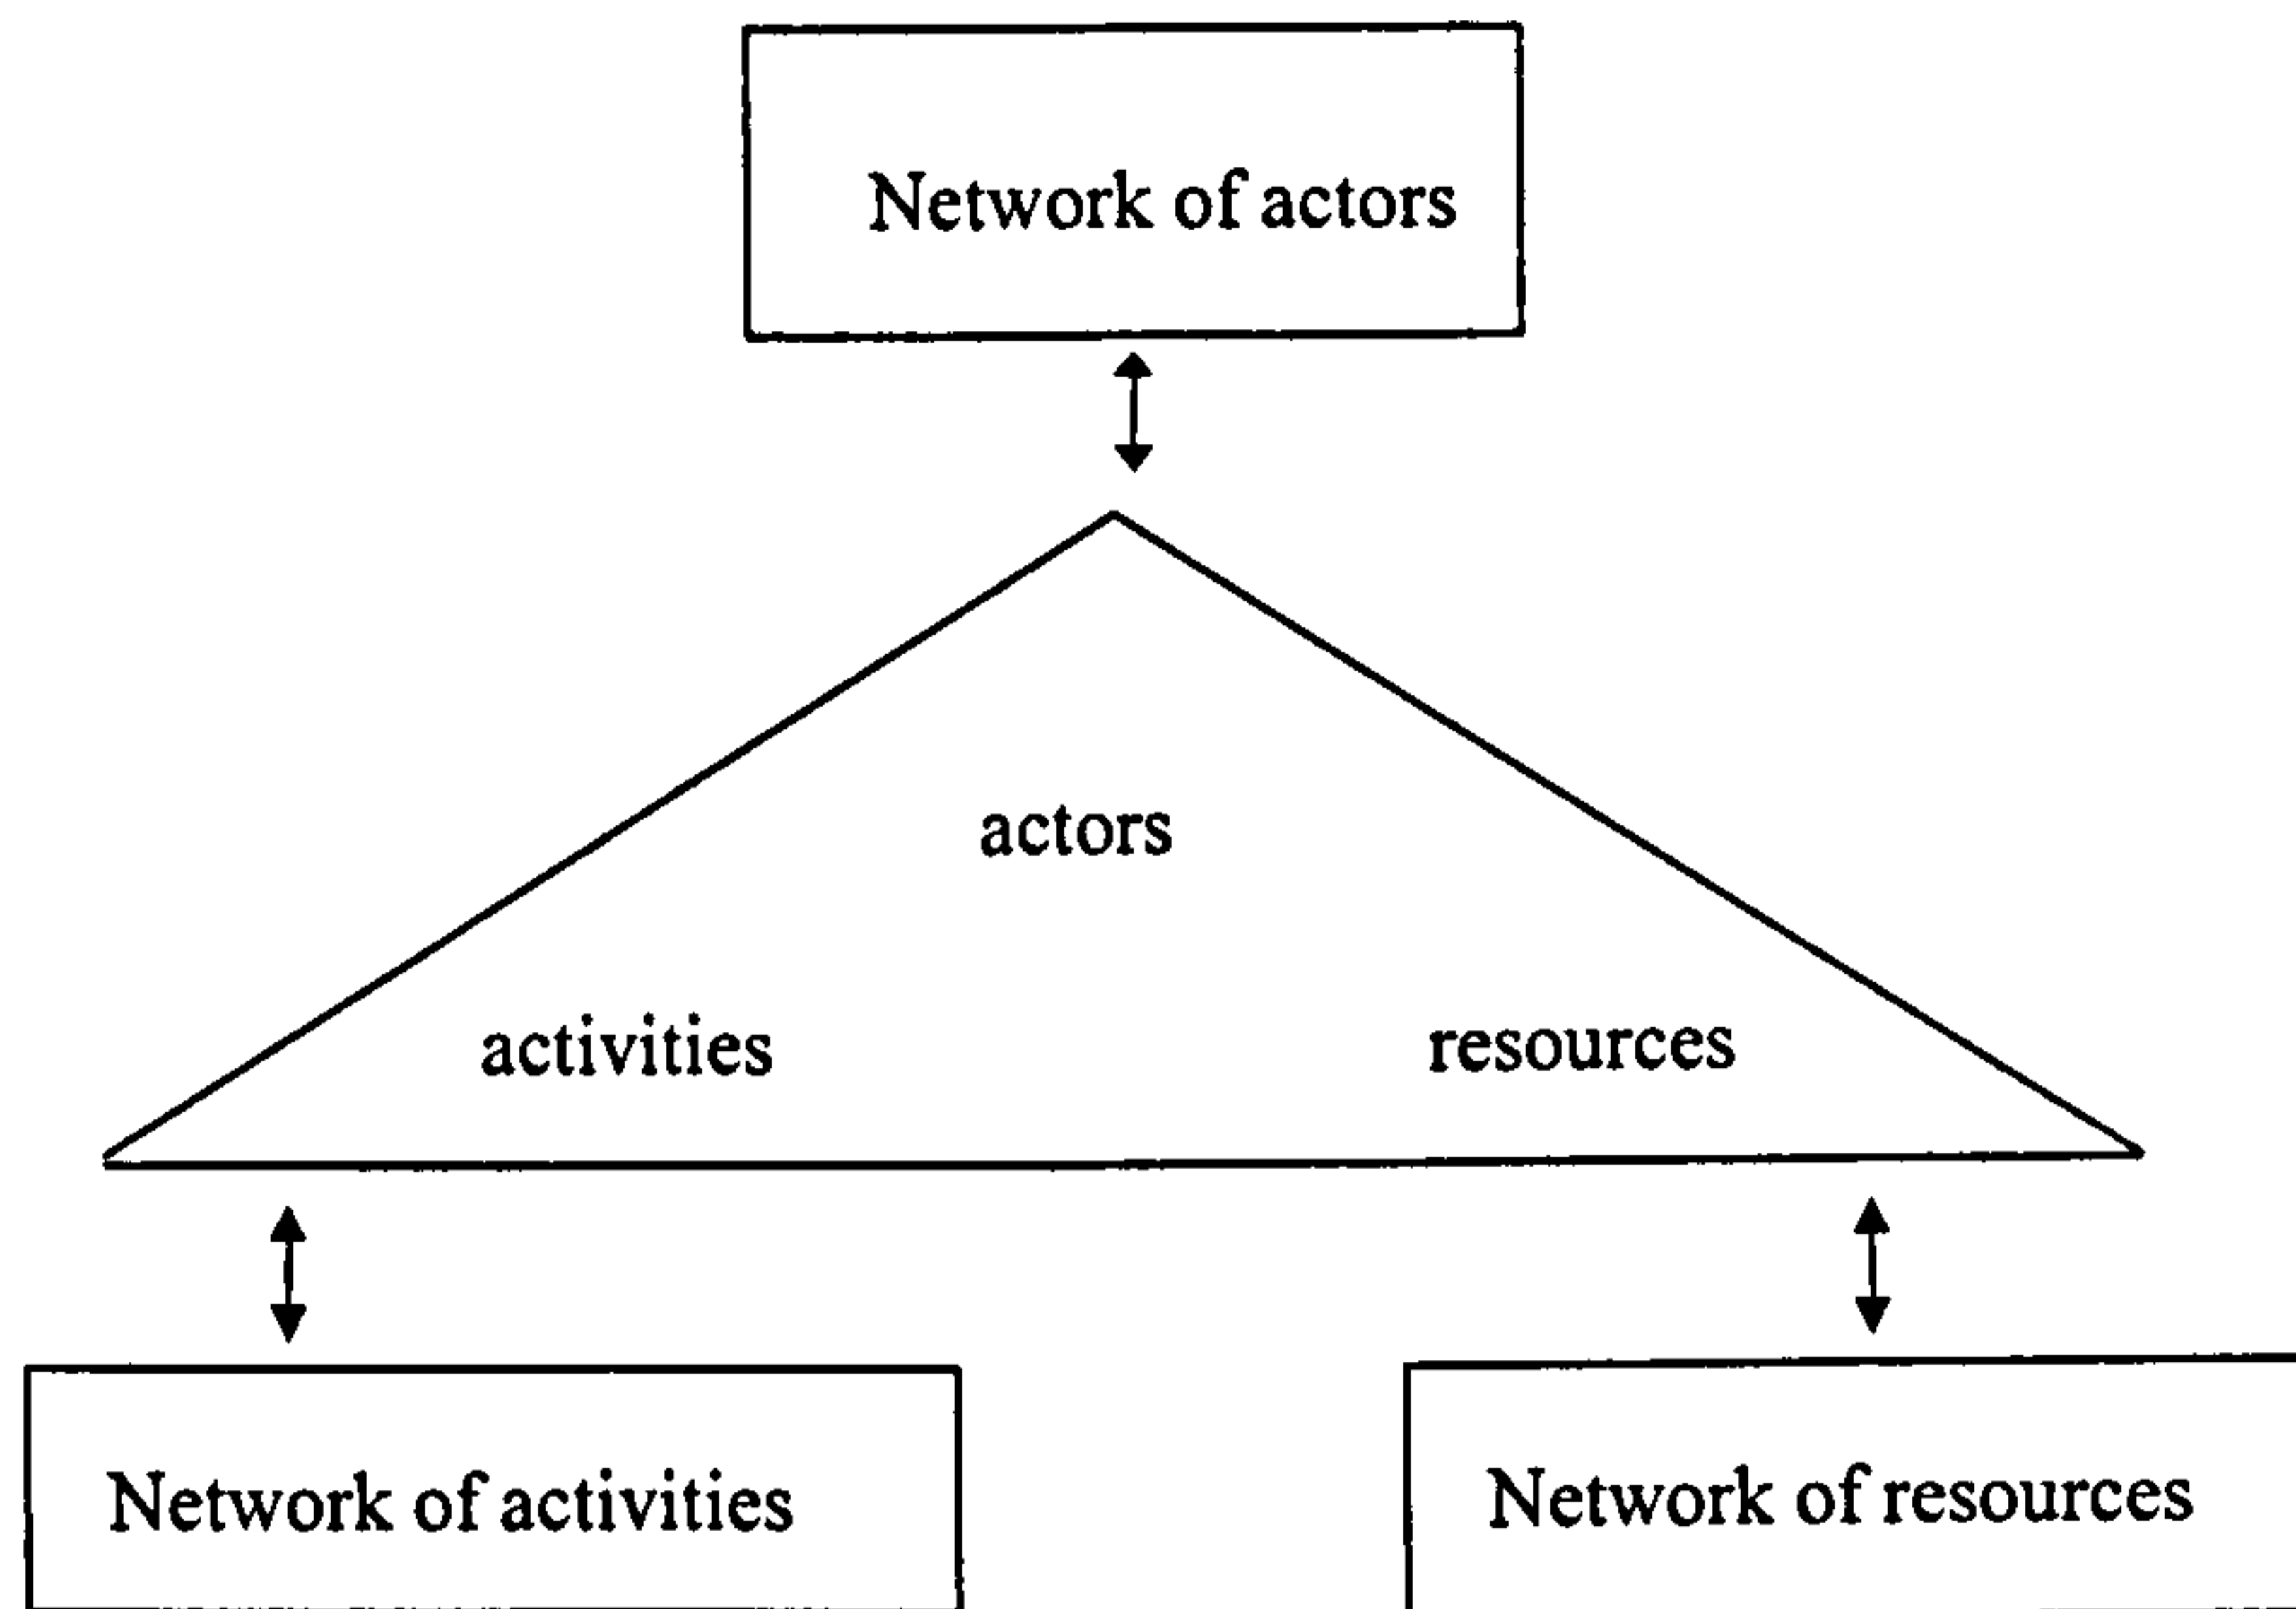 Network of actors
actors
activities
resources
Network of activities
Network of resources